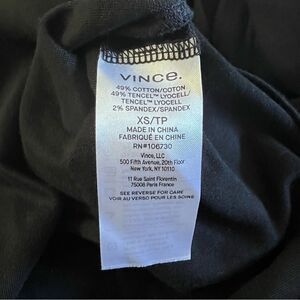 VINCE.
49% COTTON/COTON
49% TENCEL™ LYOCELL/
TENCEL™ LYOCELL
2% SPANDEX/SPANDEX
XS/TP
MADE IN CHINA
FABRIQUÉ EN CHINE
RN#106730
Vince, LLC
500 Fifth Avenue, 20th Floor
New York, NY 10110
11 Rue Saint Florentin
75008 Paris France
SEE REVERSE FOR CARE
VOIR AU VERSO POUR LES SOINS